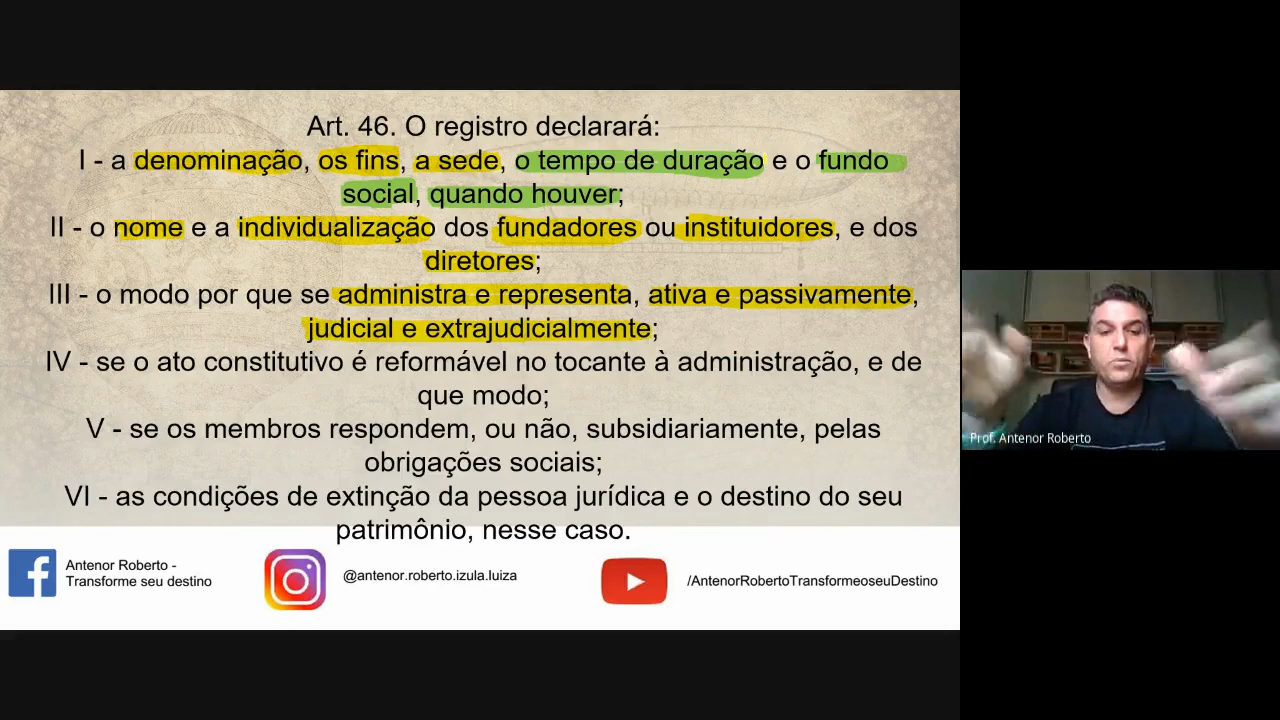 Art. 46. O registro declarará:
I - a denominação, os fins, a sede, o tempo de duração e o fundo
social, quando houver;
II - o nome e a individualização dos fundadores ou instituidores, e dos
diretores;
III - o modo por que se administra e representa, ativa e passivamente,
judicial e extrajudicialmente;
IV - se o ato constitutivo é reformável no tocante à administração, e de
que modo;
V - se os membros respondem, ou não, subsidiariamente, pelas
obrigações sociais;
VI - as condições de extinção da pessoa jurídica e o destino do seu
patrimônio, nesse caso.
Antenor Roberto -
Transforme seu destino
@antenor.roberto.izula.luiza
/AntenorRobertoTransformeoseuDestino
Prof. Antenor Roberto